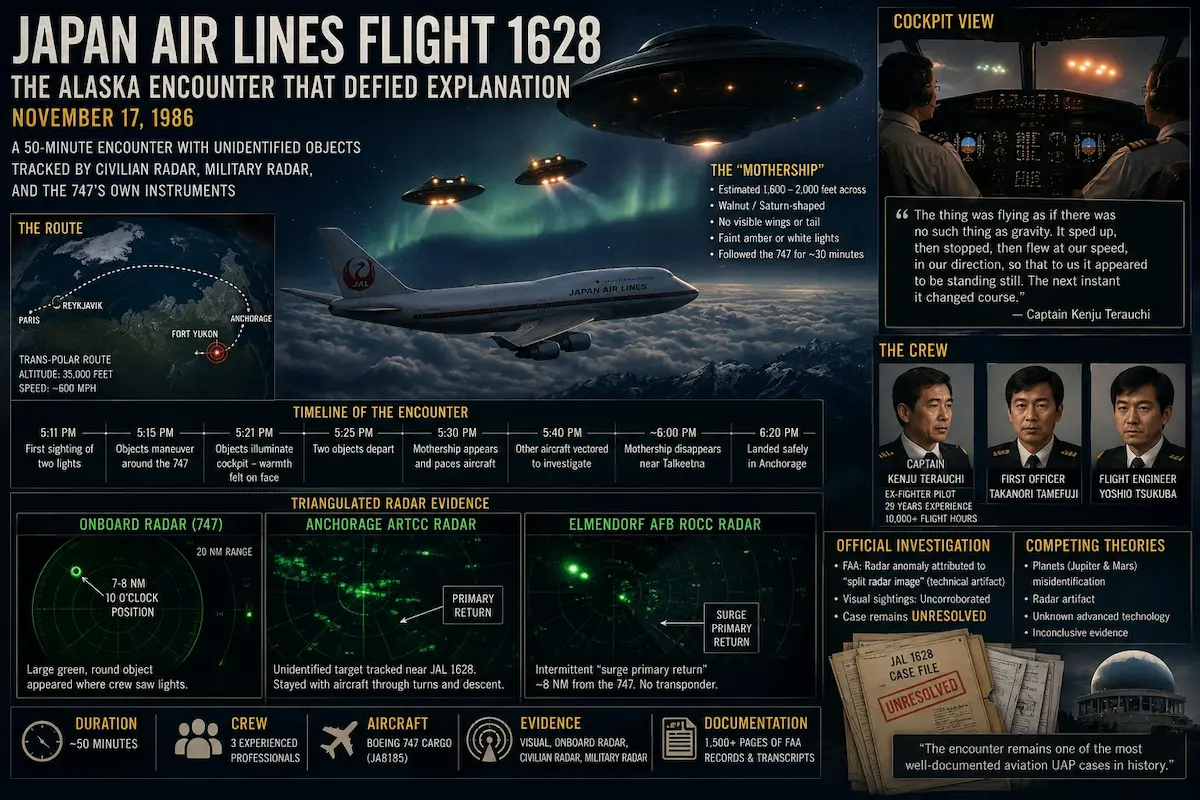 JAPAN AIR LINES FLIGHT 1628
THE ALASKA ENCOUNTER THAT DEFIED EXPLANATION
NOVEMBER 17, 1986
A 50-MINUTE ENCOUNTER WITH UNIDENTIFIED OBJECTS
TRACKED BY CIVILIAN RADAR, MILITARY RADAR,
AND THE 747'S OWN INSTRUMENTS
THE ROUTE
REYKJAVIK
PARIS
ANCHORAGE
FORT YUKON
TRANS-POLAR ROUTE
ALTITUDE: 35,000 FEET
SPEED: ~600 MPH
JAL
JAPAN AIR LINES
THE "MOTHERSHIP"
• Estimated 1,600 – 2,000 feet across
• Walnut / Saturn-shaped
• No visible wings or tail
• Faint amber or white lights
• Followed the 747 for ~30 minutes
COCKPIT VIEW
“ The thing was flying as if there was
no such thing as gravity. It sped up,
then stopped, then flew at our speed,
in our direction, so that to us it appeared
to be standing still. The next instant
it changed course.”
— Captain Kenju Terauchi
THE CREW
CAPTAIN
KENJU TERAUCHI
EX-FIGHTER PILOT
29 YEARS EXPERIENCE
10,000+ FLIGHT HOURS
FIRST OFFICER
TAKANORI TAMEFUJI
FLIGHT ENGINEER
YOSHIO TSUKUBA
TIMELINE OF THE ENCOUNTER
5:11 PM
First sighting of
two lights
5:15 PM
Objects maneuver
around the 747
5:21 PM
Objects illuminate
cockpit – warmth
felt on face
5:25 PM
Two objects depart
5:30 PM
Mothership appears
and paces aircraft
5:40 PM
Other aircraft vectored
to investigate
~6:00 PM
Mothership disappears
near Talkeetna
6:20 PM
Landed safely
in Anchorage
TRIANGULATED RADAR EVIDENCE
ONBOARD RADAR (747)
20 NM RANGE
7-8 NM
10 O'CLOCK
POSITION
Large green, round object
appeared where crew saw lights.
ANCHORAGE ARTCC RADAR
PRIMARY
RETURN
Unidentified target tracked near JAL 1628.
Stayed with aircraft through turns and descent.
ELMENDORF AFB ROCC RADAR
SURGE
PRIMARY
RETURN
Intermittent “surge primary return”
~8 NM from the 747. No transponder.
OFFICIAL INVESTIGATION
• FAA: Radar anomaly attributed to
“split radar image” (technical artifact)
• Visual sightings: Uncorroborated
• Case remains UNRESOLVED
COMPETING THEORIES
• Planets (Jupiter & Mars)
misidentification
• Radar artifact
• Unknown advanced technology
• Inconclusive evidence
JAL 1628
CASE FILE
UNRESOLVED
“The encounter remains one of the most
well-documented aviation UAP cases in history.”
DURATION
~50 MINUTES
CREW
3 EXPERIENCED
PROFESSIONALS
AIRCRAFT
BOEING 747 CARGO
(JA8185)
EVIDENCE
VISUAL, ONBOARD RADAR,
CIVILIAN RADAR, MILITARY RADAR
DOCUMENTATION
1,500+ PAGES OF FAA
RECORDS & TRANSCRIPTS